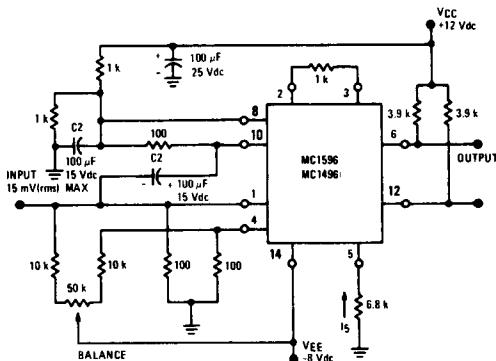 VCC
+12 Vdc
+
-
100 µF
25 Vdc
1 k
1 k
2
3
3.9 k
3.9 k
1 k
8
C2
100
10
6
100 µF
15 Vdc
MC1596
MC1496
OUTPUT
INPUT
15 mV(rms) MAX
C2
-
+
100 µF
15 Vdc
1
12
4
14
5
10 k
10 k
100
100
50 k
I5
6.8 k
BALANCE
VEE
-8 Vdc